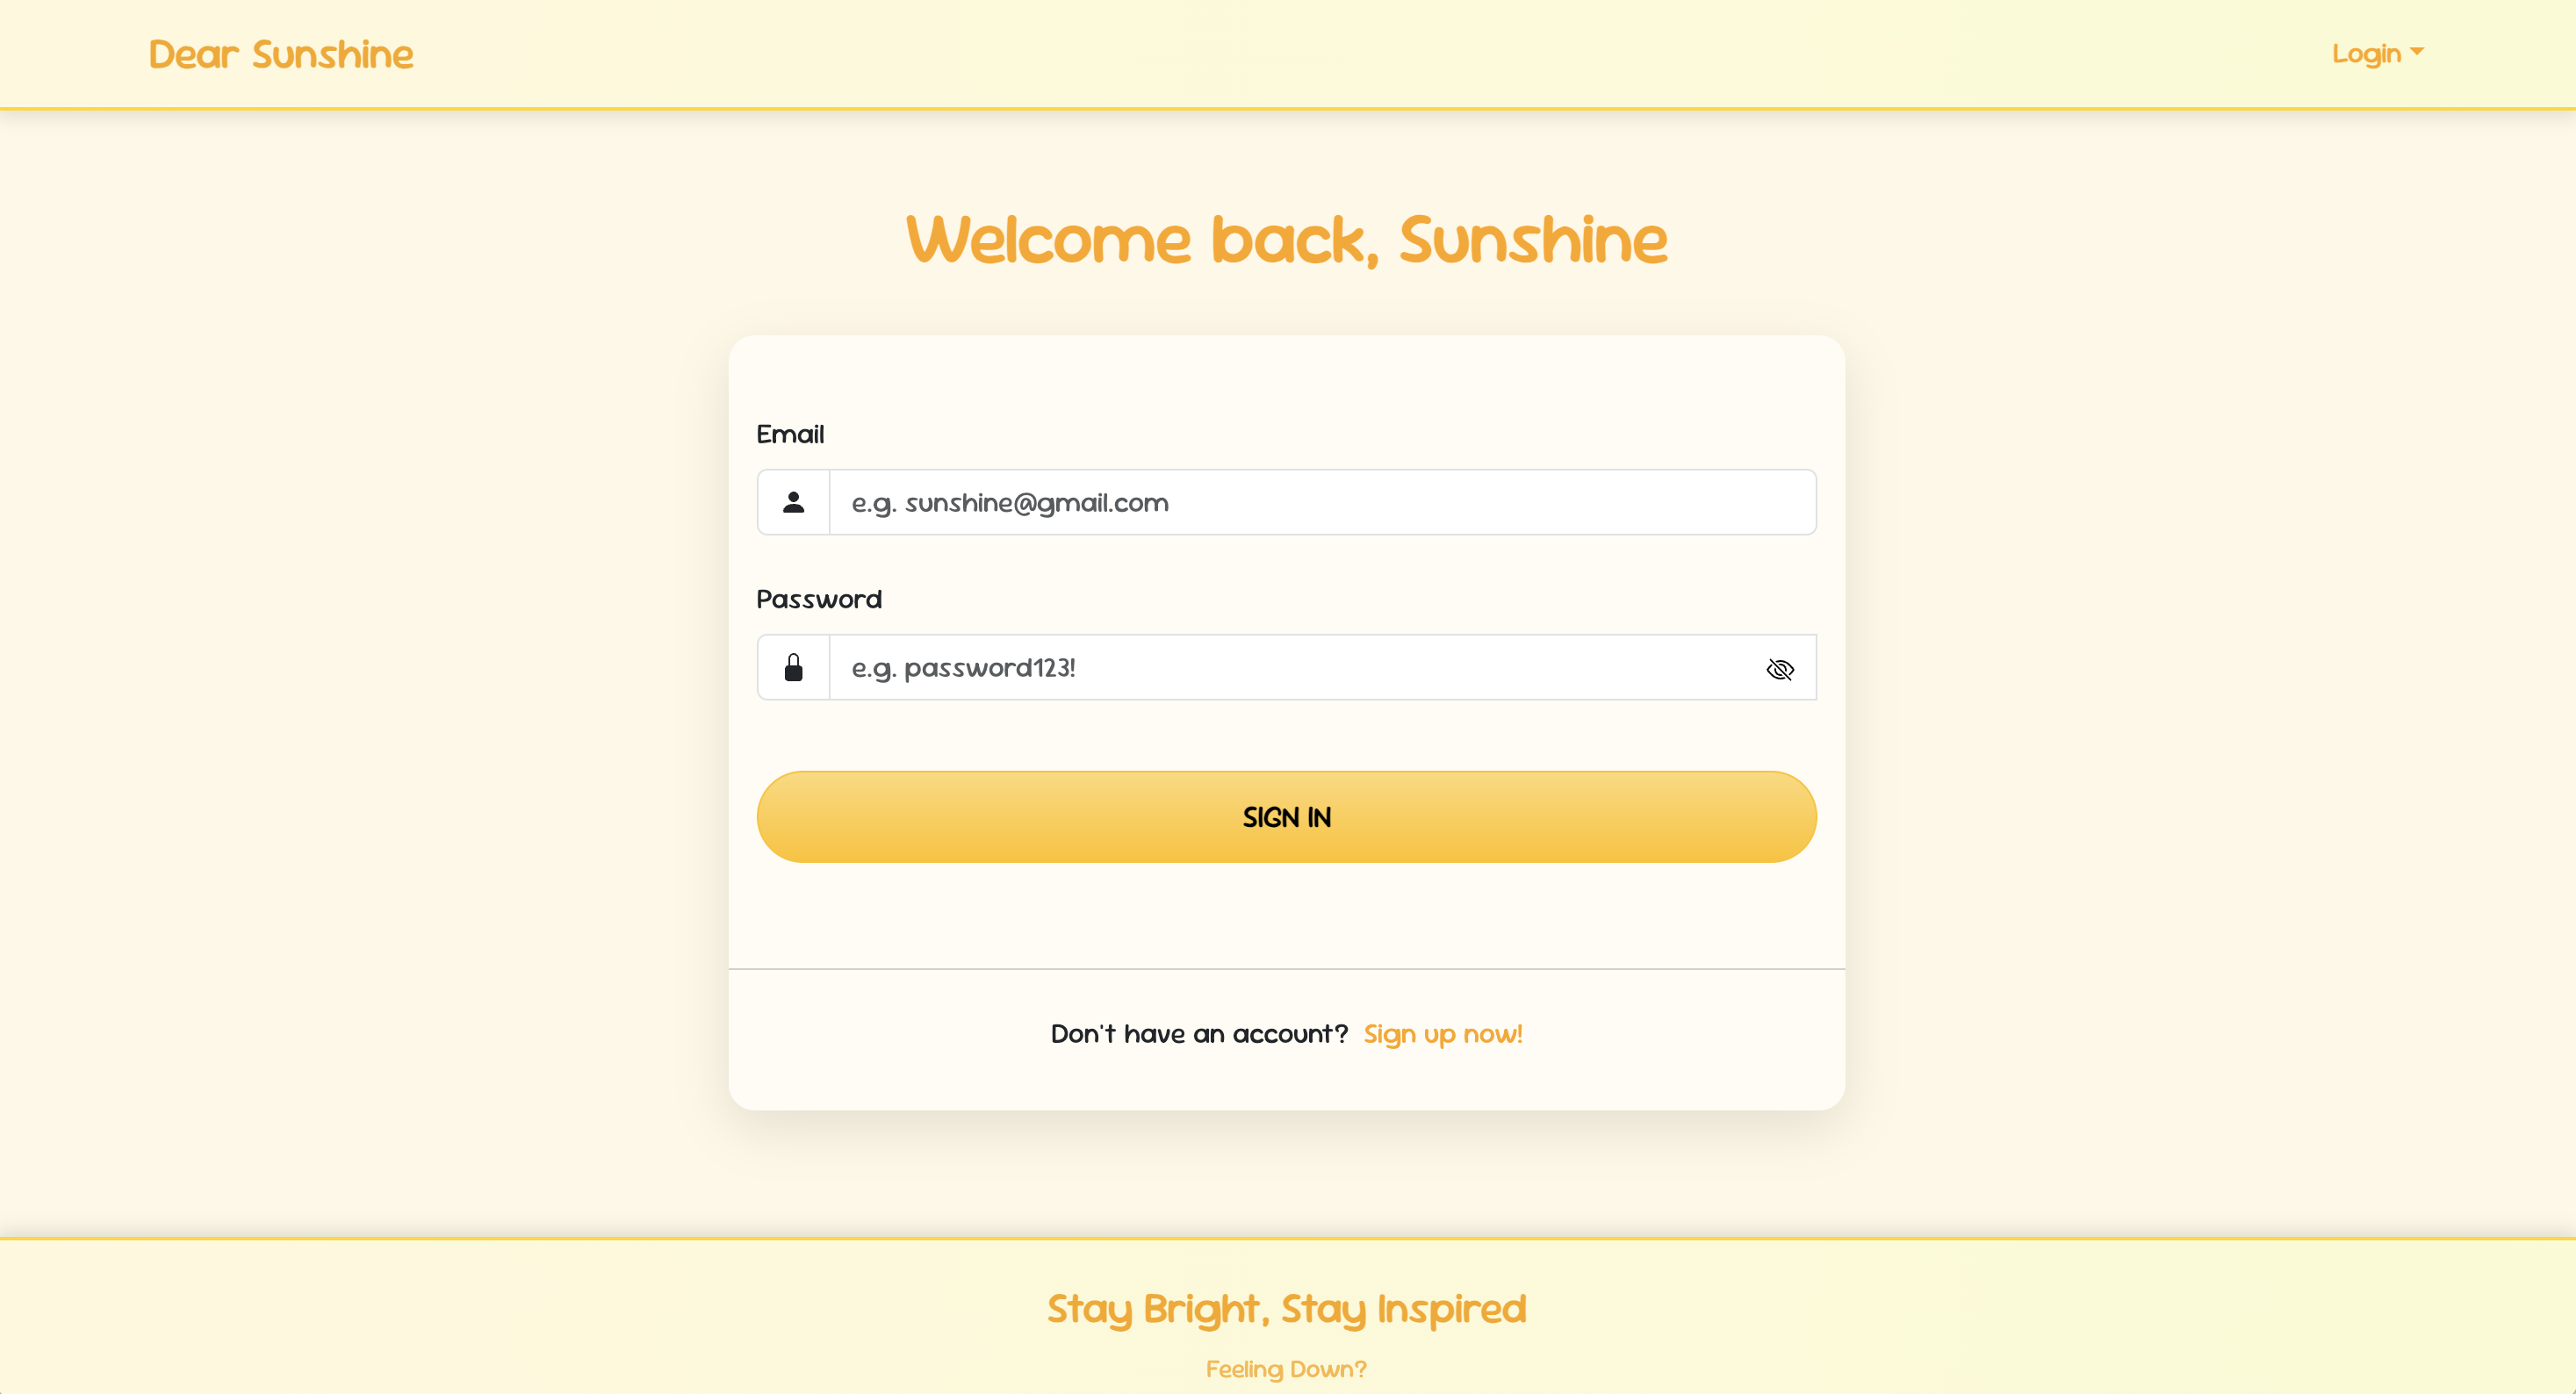 Dear Sunshine
Login
Welcome back, Sunshine
Email
e.g. sunshine@gmail.com
Password
e.g. password123!
SIGN IN
Don't have an account? Sign up now!
Stay Bright, Stay Inspired
Feeling Down?